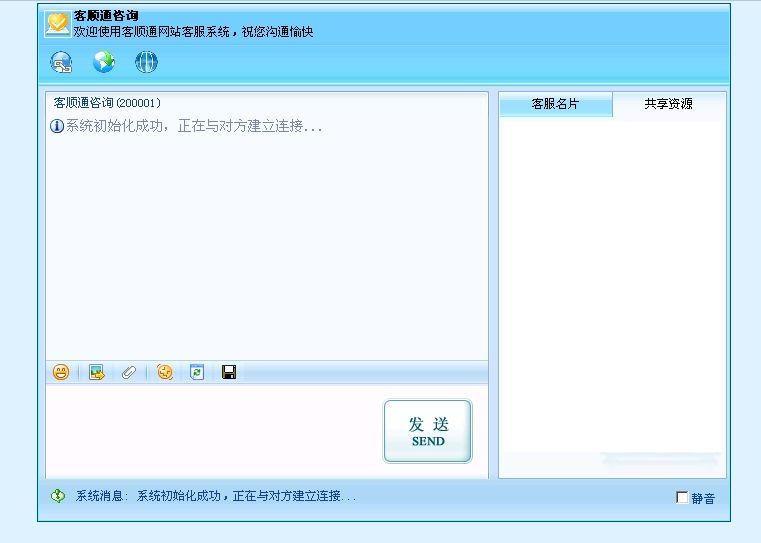 客顺通咨询
欢迎使用客顺通网站客服系统，祝您沟通愉快
客顺通咨询(200001)
系统初始化成功，正在与对方建立连接...
客服名片
共享资源
发 送
SEND
系统消息: 系统初始化成功，正在与对方建立连接...
静音